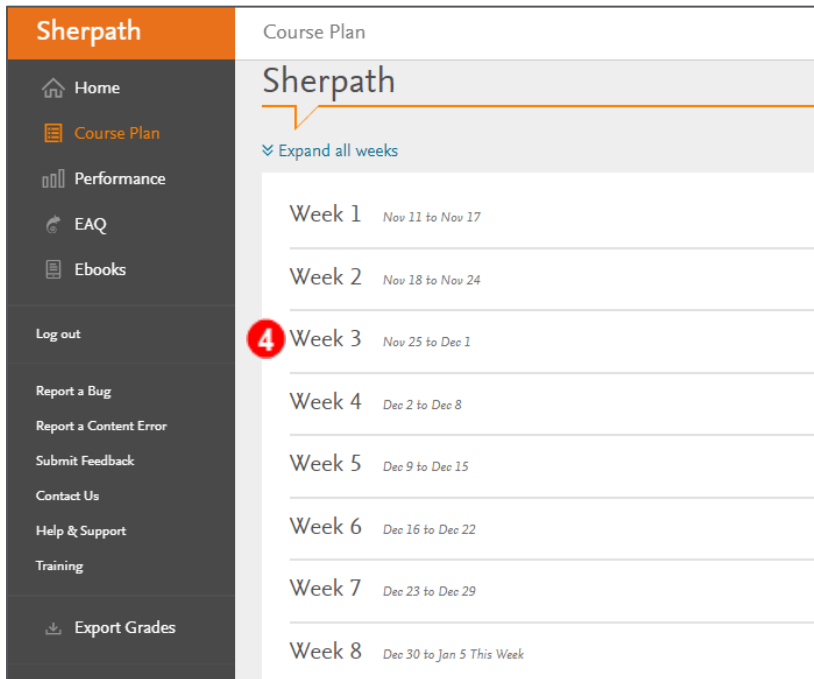 Sherpath
Course Plan
Home
Course Plan
Performance
EAQ
Ebooks
Log out
Report a Bug
Report a Content Error
Submit Feedback
Contact Us
Help & Support
Training
Export Grades
Sherpath
Expand all weeks
Week 1 Nov 11 to Nov 17
Week 2 Nov 18 to Nov 24
4 Week 3 Nov 25 to Dec 1
Week 4 Dec 2 to Dec 8
Week 5 Dec 9 to Dec 15
Week 6 Dec 16 to Dec 22
Week 7 Dec 23 to Dec 29
Week 8 Dec 30 to Jan 5 This Week